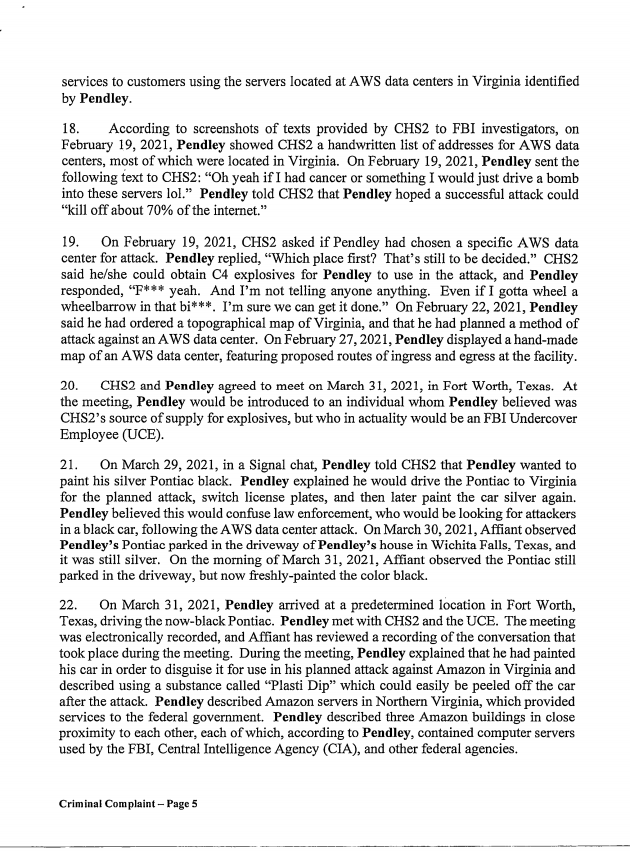 services to customers using the servers located at AWS data centers in Virginia identified
by Pendley.
18. According to screenshots of texts provided by CHS2 to FBI investigators, on
February 19, 2021, Pendley showed CHS2 a handwritten list of addresses for AWS data
centers, most of which were located in Virginia. On February 19, 2021, Pendley sent the
following text to CHS2: “Oh yeah if I had cancer or something I would just drive a bomb
into these servers lol.” Pendley told CHS2 that Pendley hoped a successful attack could
“kill off about 70% of the internet.”
19. On February 19, 2021, CHS2 asked if Pendley had chosen a specific AWS data
center for attack. Pendley replied, “Which place first? That’s still to be decided.” CHS2
said he/she could obtain C4 explosives for Pendley to use in the attack, and Pendley
responded, “F*** yeah. And I’m not telling anyone anything. Even if I gotta wheel a
wheelbarrow in that bi***. I’m sure we can get it done.” On February 22, 2021, Pendley
said he had ordered a topographical map of Virginia, and that he had planned a method of
attack against an AWS data center. On February 27, 2021, Pendley displayed a hand-made
map of an AWS data center, featuring proposed routes of ingress and egress at the facility.
20. CHS2 and Pendley agreed to meet on March 31, 2021, in Fort Worth, Texas. At
the meeting, Pendley would be introduced to an individual whom Pendley believed was
CHS2’s source of supply for explosives, but who in actuality would be an FBI Undercover
Employee (UCE).
21. On March 29, 2021, in a Signal chat, Pendley told CHS2 that Pendley wanted to
paint his silver Pontiac black. Pendley explained he would drive the Pontiac to Virginia
for the planned attack, switch license plates, and then later paint the car silver again.
Pendley believed this would confuse law enforcement, who would be looking for attackers
in a black car, following the AWS data center attack. On March 30, 2021, Affiant observed
Pendley’s Pontiac parked in the driveway of Pendley’s house in Wichita Falls, Texas, and
it was still silver. On the morning of March 31, 2021, Affiant observed the Pontiac still
parked in the driveway, but now freshly-painted the color black.
22. On March 31, 2021, Pendley arrived at a predetermined location in Fort Worth,
Texas, driving the now-black Pontiac. Pendley met with CHS2 and the UCE. The meeting
was electronically recorded, and Affiant has reviewed a recording of the conversation that
took place during the meeting. During the meeting, Pendley explained that he had painted
his car in order to disguise it for use in his planned attack against Amazon in Virginia and
described using a substance called “Plasti Dip” which could easily be peeled off the car
after the attack. Pendley described Amazon servers in Northern Virginia, which provided
services to the federal government. Pendley described three Amazon buildings in close
proximity to each other, each of which, according to Pendley, contained computer servers
used by the FBI, Central Intelligence Agency (CIA), and other federal agencies.
Criminal Complaint – Page 5